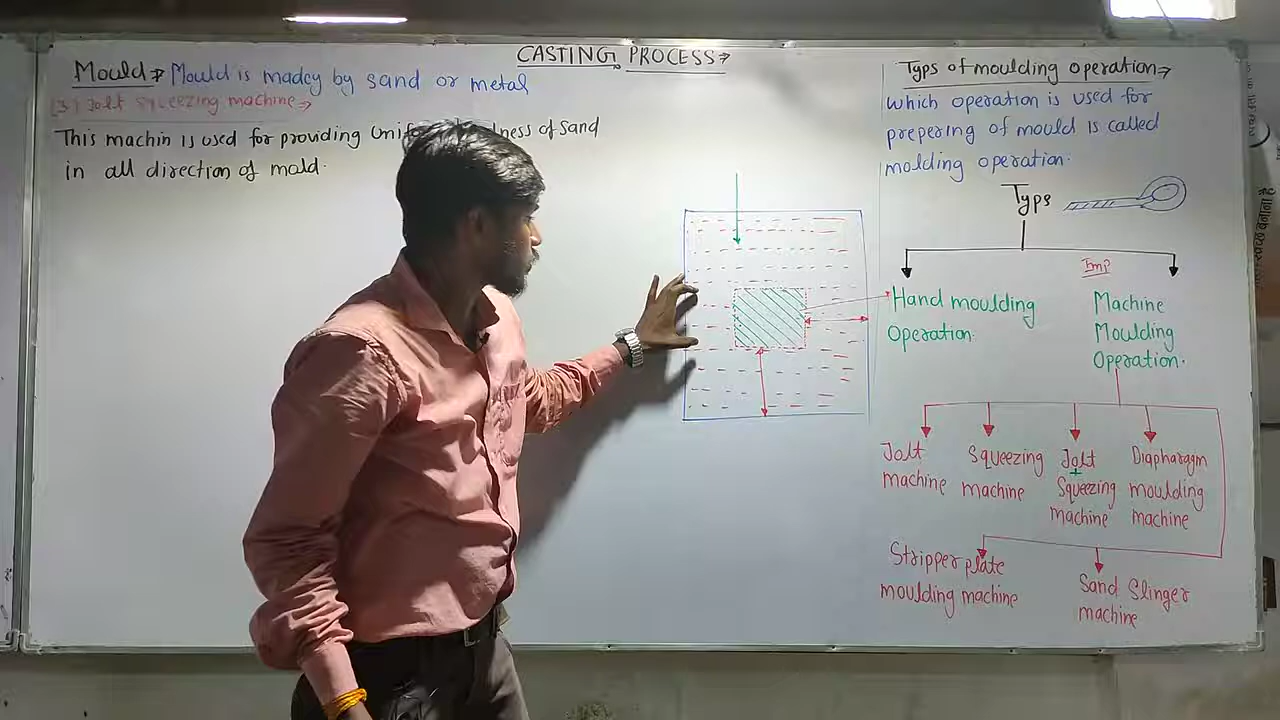 CASTING PROCESS→
Mould→ Mould is madey by sand or metal
[3] Jolt squeezing machine→
This machin is used for providing Unif ness of Sand
in all direction of mold.
Typs of moulding operation→
which operation is used for
prepering of mould is called
molding operation.
Typs
Imp
Hand moulding
Operation.
Machine
Moulding
Operation.
Jolt
machine
Squeezing
machine
Jolt
+
Squeezing
machine
Diapharagm
moulding
machine
Stripper plate
moulding machine
Sand Slinger
machine